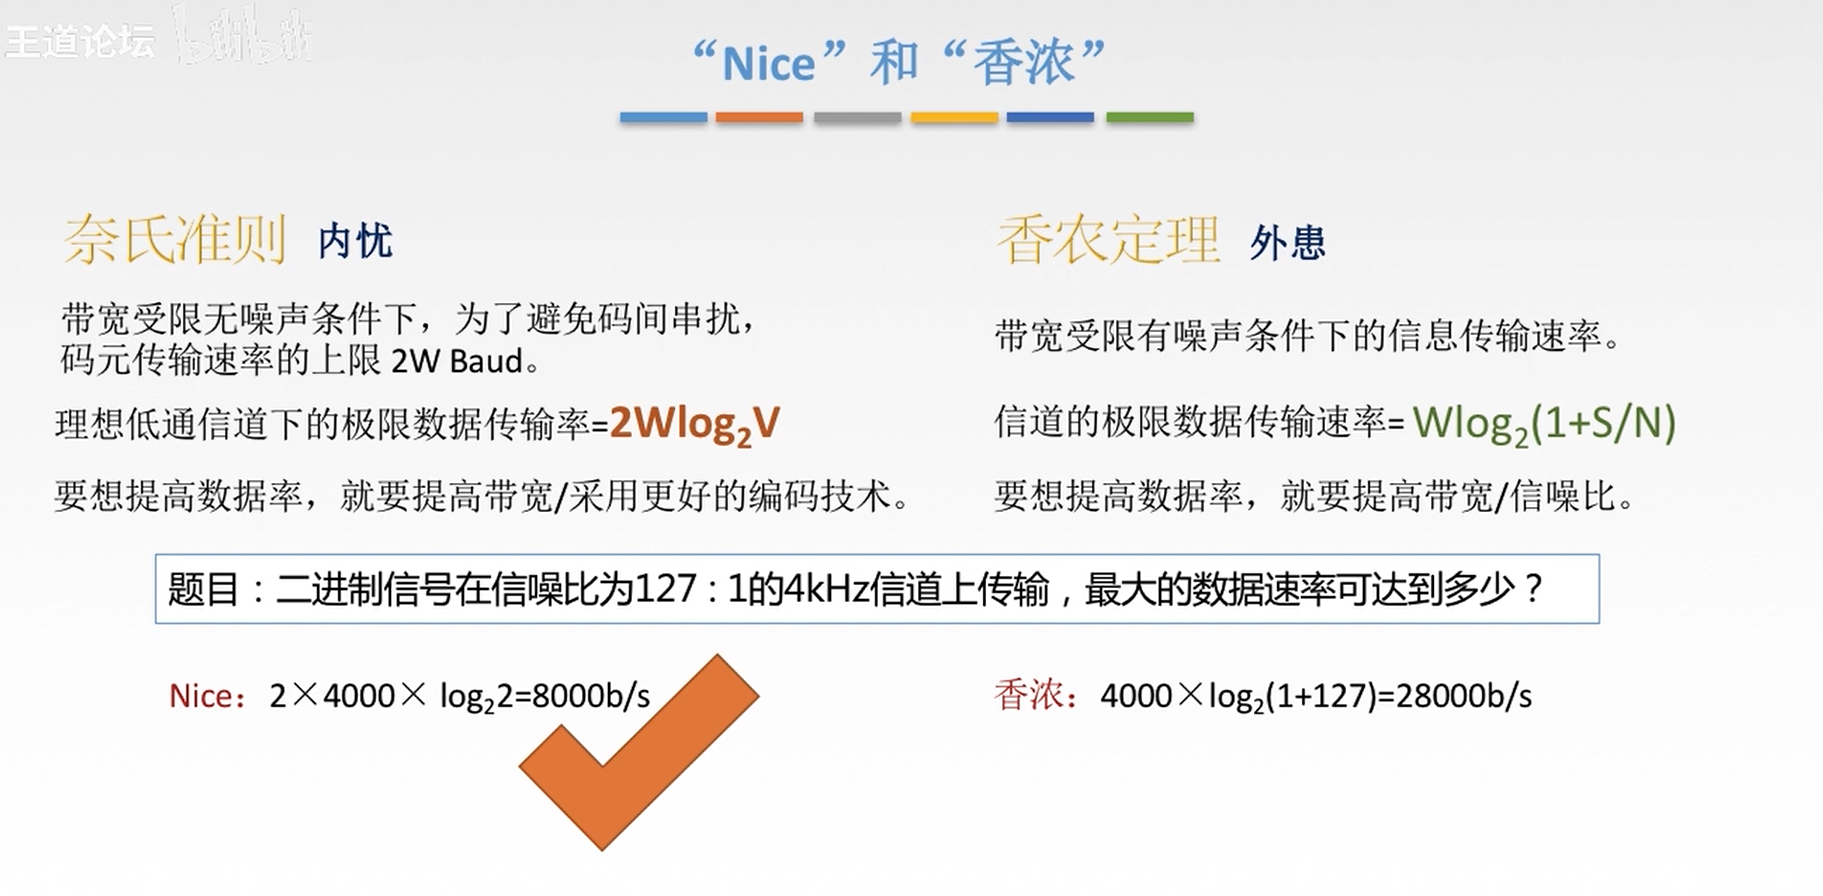 王道论坛 bilibili
“Nice”和“香浓”
奈氏准则 内忧
带宽受限无噪声条件下，为了避免码间串扰，
码元传输速率的上限 2W Baud。
理想低通信道下的极限数据传输率=2Wlog₂V
要想提高数据率，就要提高带宽/采用更好的编码技术。
香农定理 外患
带宽受限有噪声条件下的信息传输速率。
信道的极限数据传输速率= Wlog₂(1+S/N)
要想提高数据率，就要提高带宽/信噪比。
题目：二进制信号在信噪比为127：1的4kHz信道上传输，最大的数据速率可达到多少？
Nice：2×4000× log₂2=8000b/s
香浓：4000×log₂(1+127)=28000b/s